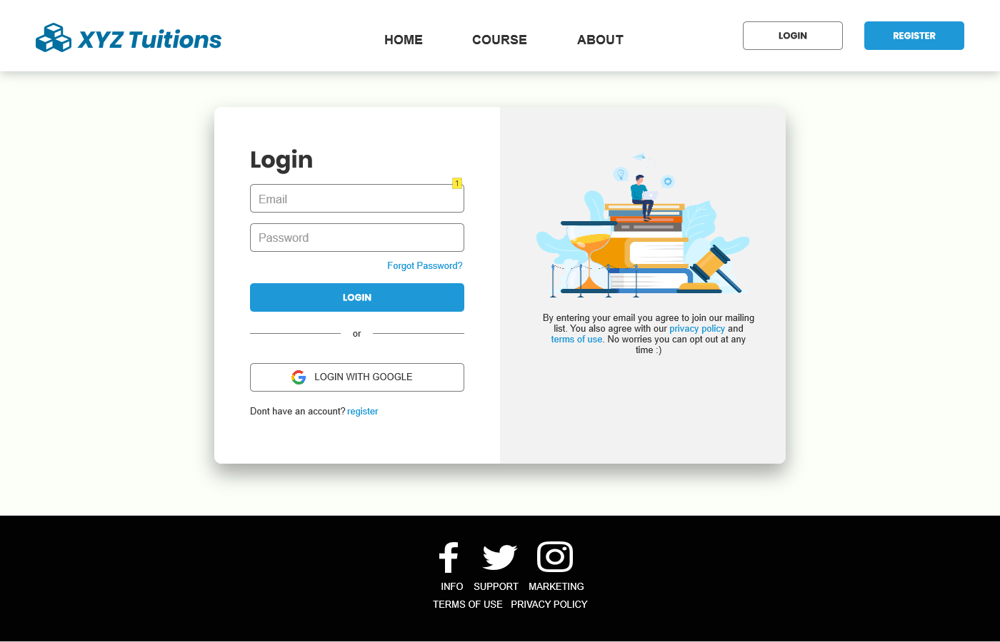 XYZ Tuitions
HOME COURSE ABOUT
LOGIN
REGISTER
Login
1
Email
Password
Forgot Password?
LOGIN
or
LOGIN WITH GOOGLE
Dont have an account? register
By entering your email you agree to join our mailing
list. You also agree with our privacy policy and
terms of use. No worries you can opt out at any
time :)
INFO SUPPORT MARKETING
TERMS OF USE PRIVACY POLICY